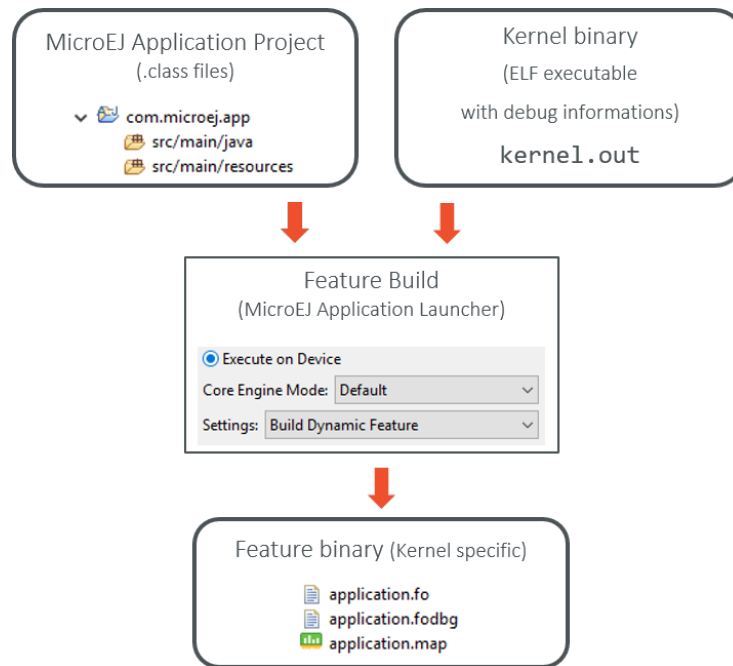 MicroEJ Application Project
(.class files)
com.microej.app
src/main/java
src/main/resources
Kernel binary
(ELF executable
with debug informations)
kernel.out
Feature Build
(MicroEJ Application Launcher)
Execute on Device
Core Engine Mode: Default
Settings: Build Dynamic Feature
Feature binary (Kernel specific)
application.fo
application.fodbg
application.map